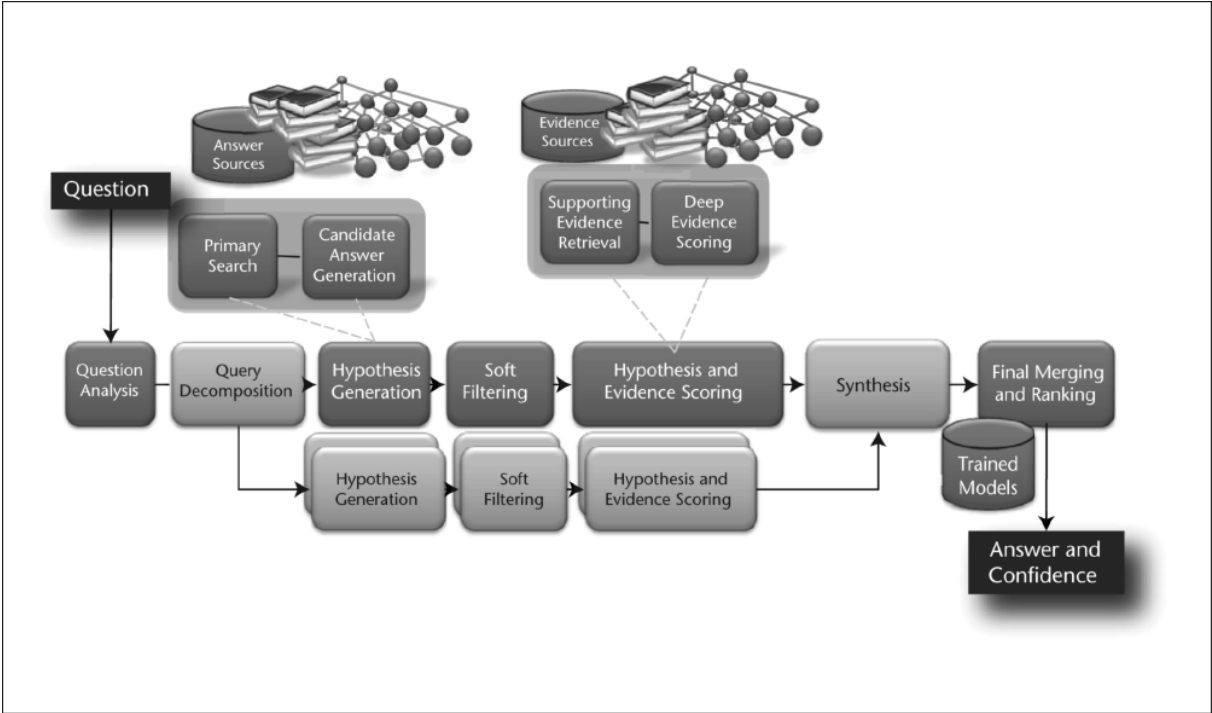 Answer
Sources
Evidence
Sources
Question
Primary
Search
Candidate
Answer
Generation
Supporting
Evidence
Retrieval
Deep
Evidence
Scoring
Question
Analysis
Query
Decomposition
Hypothesis
Generation
Soft
Filtering
Hypothesis and
Evidence Scoring
Synthesis
Final Merging
and Ranking
Hypothesis
Generation
Soft
Filtering
Hypothesis and
Evidence Scoring
Trained
Models
Answer and
Confidence